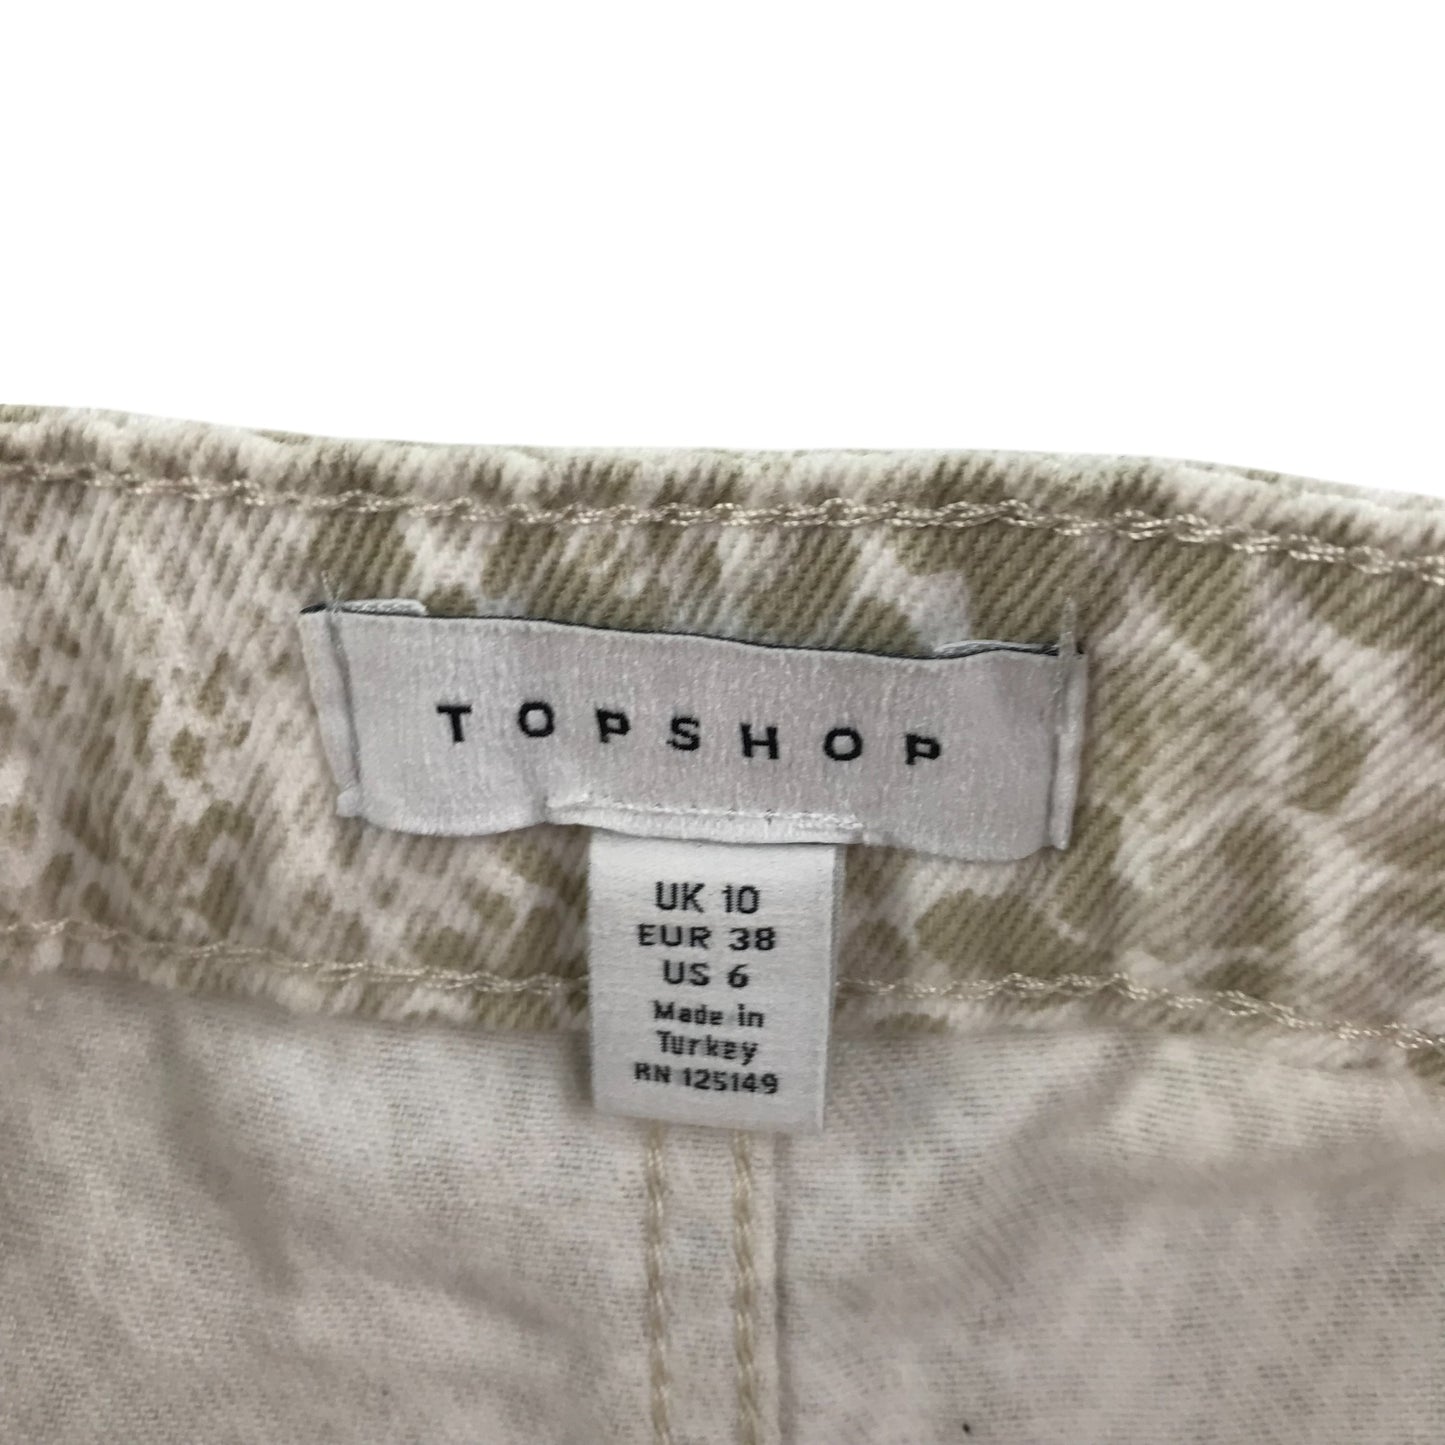 TOPSHOP
UK 10
EUR 38
US 6
Made in
Turkey
RN 125149